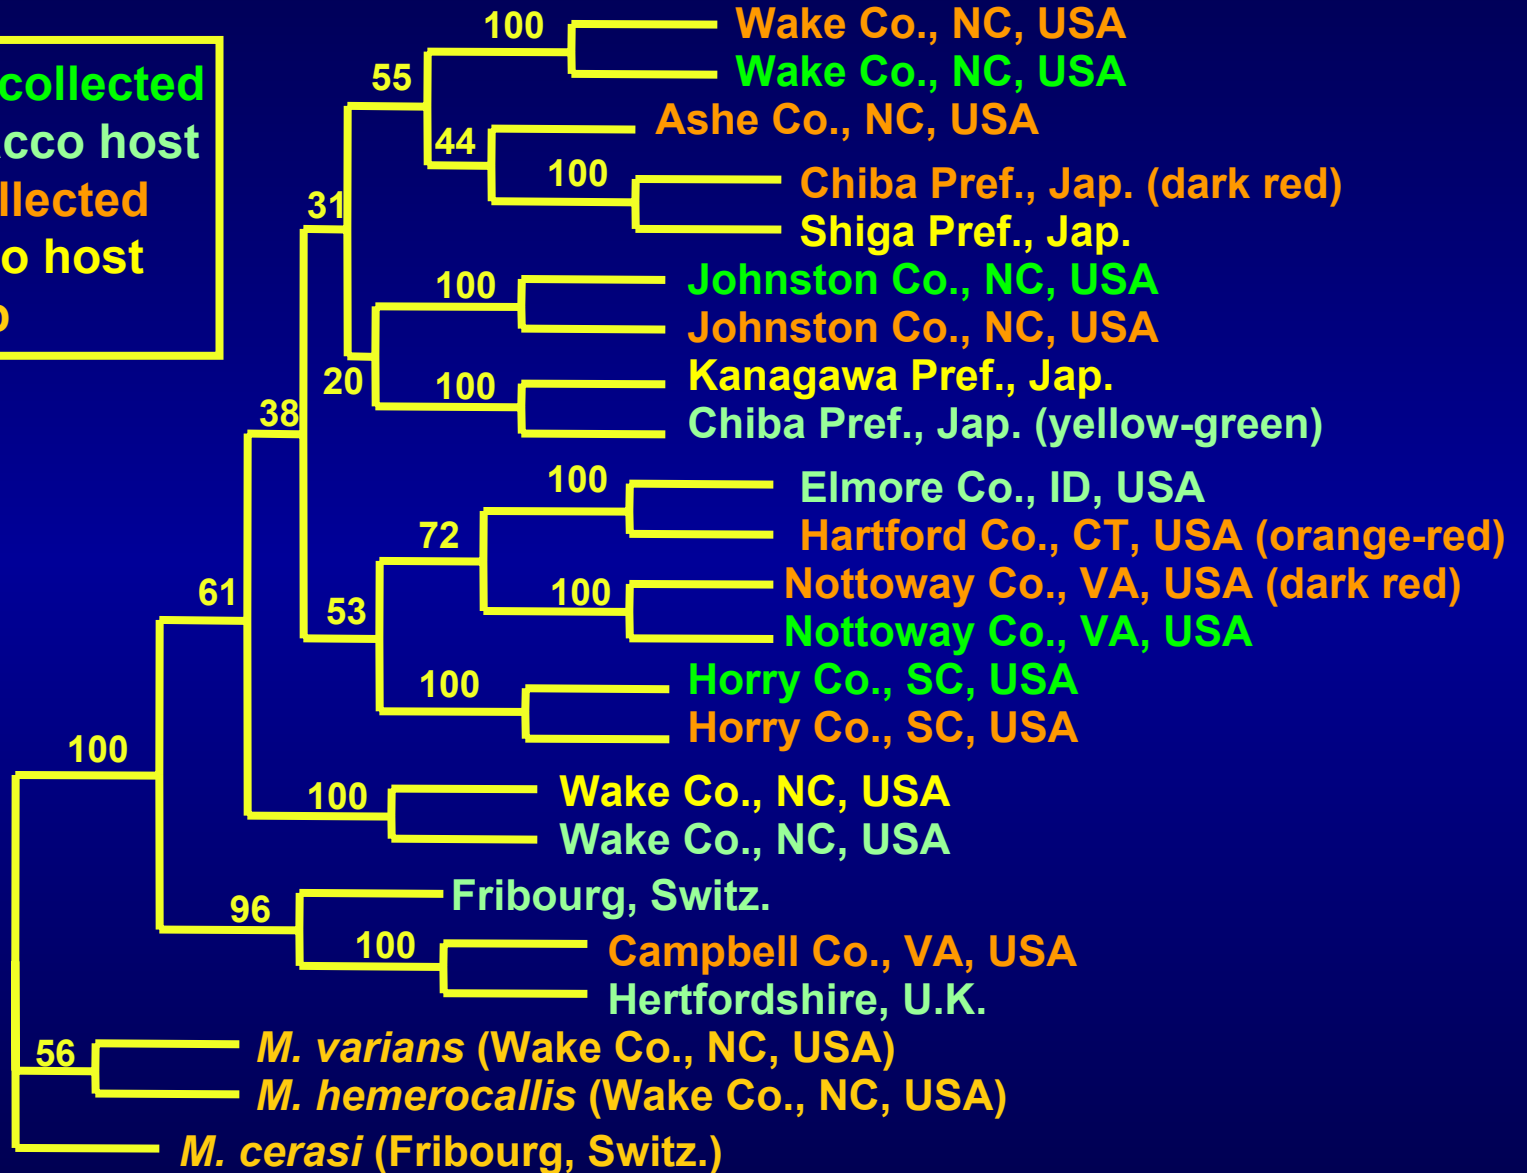 collected
cco host
llected
o host
100
Wake Co., NC, USA
Wake Co., NC, USA
55
Ashe Co., NC, USA
44
100
Chiba Pref., Jap. (dark red)
31
Shiga Pref., Jap.
100
Johnston Co., NC, USA
Johnston Co., NC, USA
20
100
Kanagawa Pref., Jap.
Chiba Pref., Jap. (yellow-green)
38
100
Elmore Co., ID, USA
72
Hartford Co., CT, USA (orange-red)
61
53
100
Nottoway Co., VA, USA (dark red)
Nottoway Co., VA, USA
100
Horry Co., SC, USA
Horry Co., SC, USA
100
100
Wake Co., NC, USA
Wake Co., NC, USA
96
Fribourg, Switz.
100
Campbell Co., VA, USA
Hertfordshire, U.K.
56
M. varians (Wake Co., NC, USA)
M. hemerocallis (Wake Co., NC, USA)
M. cerasi (Fribourg, Switz.)